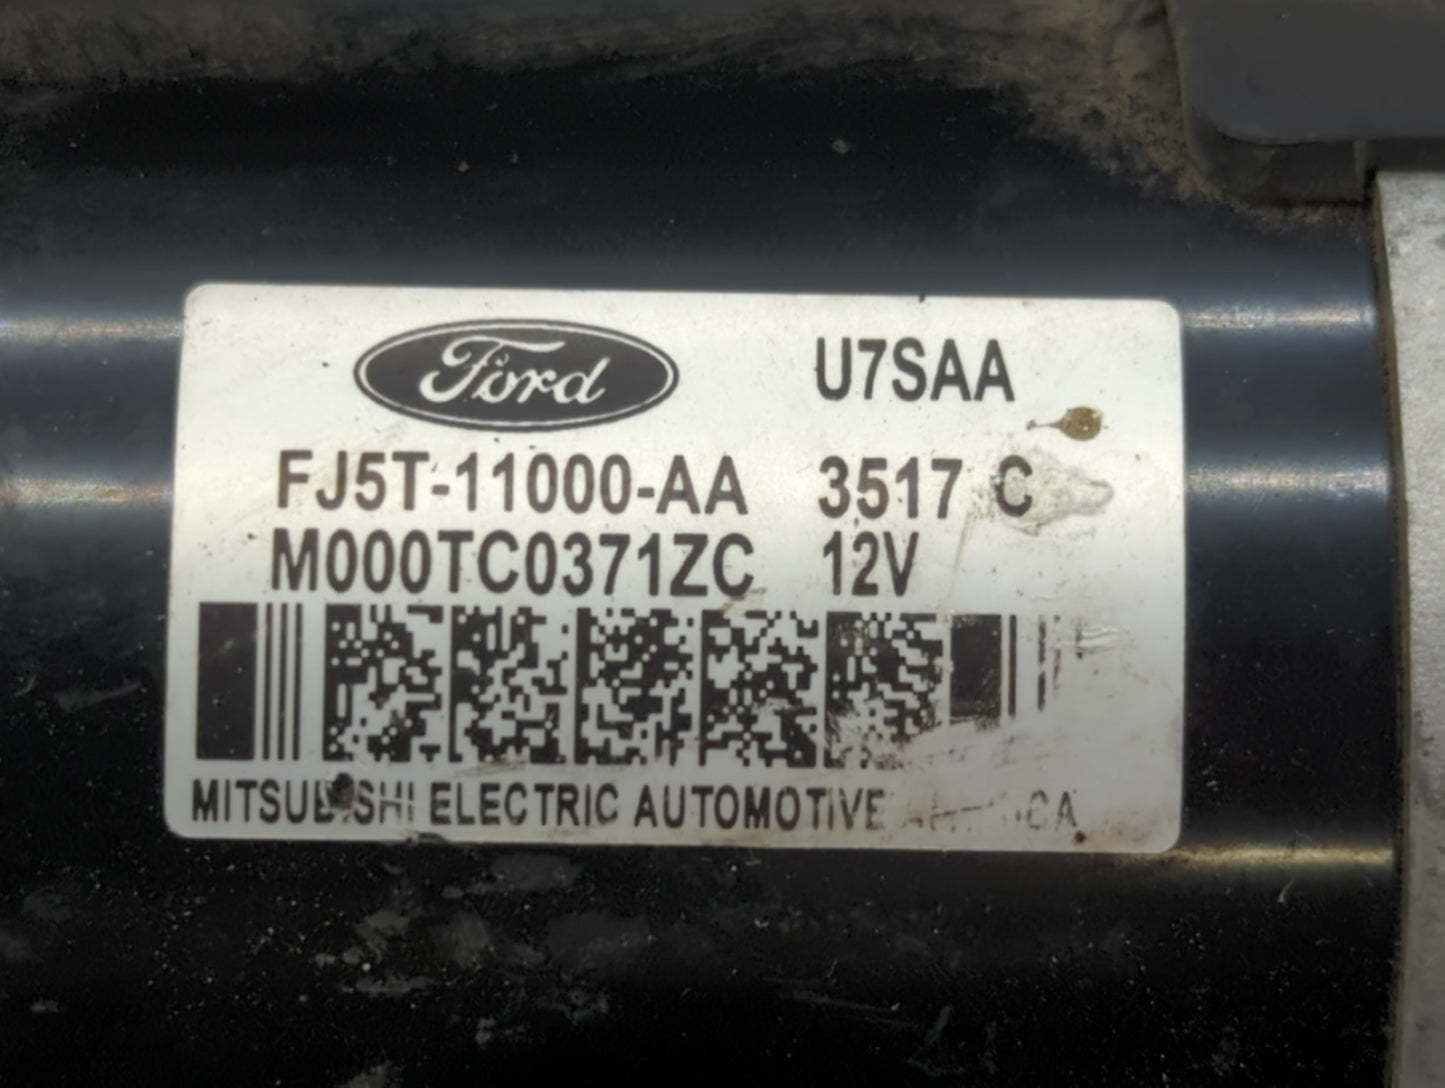 Ford U7SAA
FJ5T-11000-AA 3517 C
M000TC0371ZC 12V
MITSUBISHI ELECTRIC AUTOMOTIVE